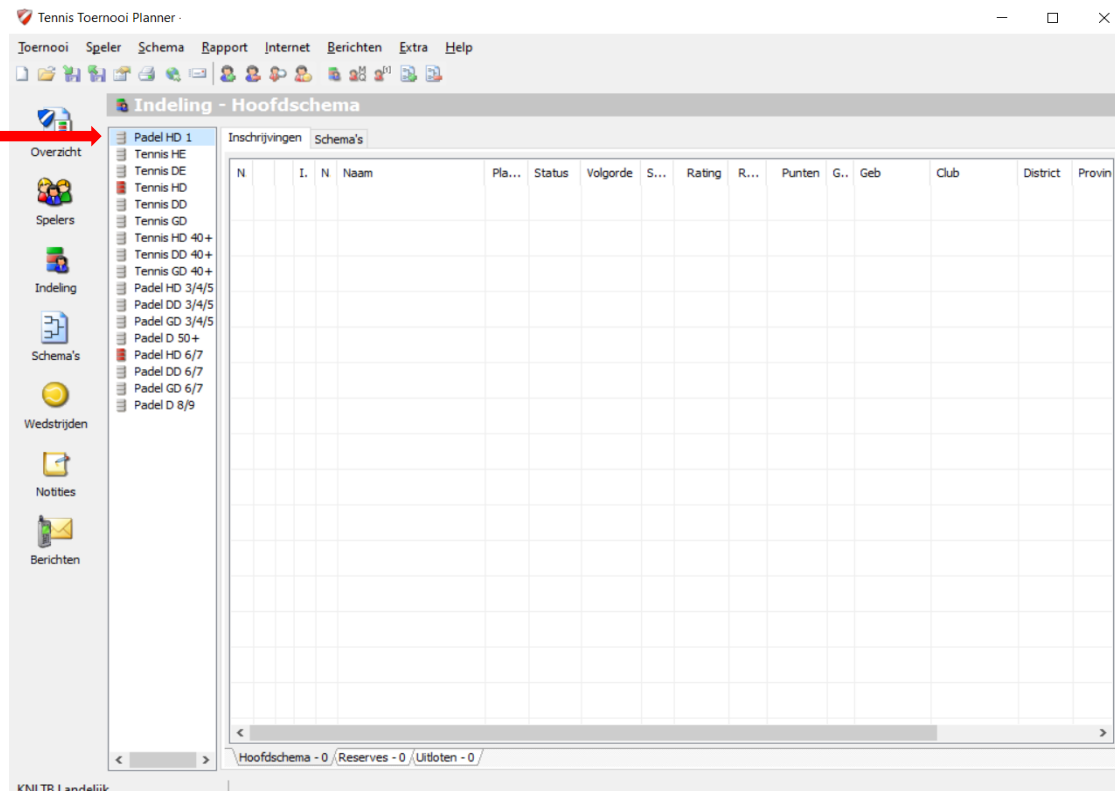 Tennis Toernooi Planner ·
Toernooi Speler Schema Rapport Internet Berichten Extra Help
Indeling - Hoofdschema
Overzicht
Spelers
Indeling
Schema's
Wedstrijden
Notities
Berichten
Padel HD 1
Tennis HE
Tennis DE
Tennis HD
Tennis DD
Tennis GD
Tennis HD 40+
Tennis DD 40+
Tennis GD 40+
Padel HD 3/4/5
Padel DD 3/4/5
Padel GD 3/4/5
Padel D 50+
Padel HD 6/7
Padel DD 6/7
Padel GD 6/7
Padel D 8/9
Inschrijvingen Schema's
N I. N Naam Pla... Status Volgorde S... Rating R... Punten G.. Geb Club District Provin
Hoofdschema - 0 Reserves - 0 Uitloten - 0
KNLTB Landelijk